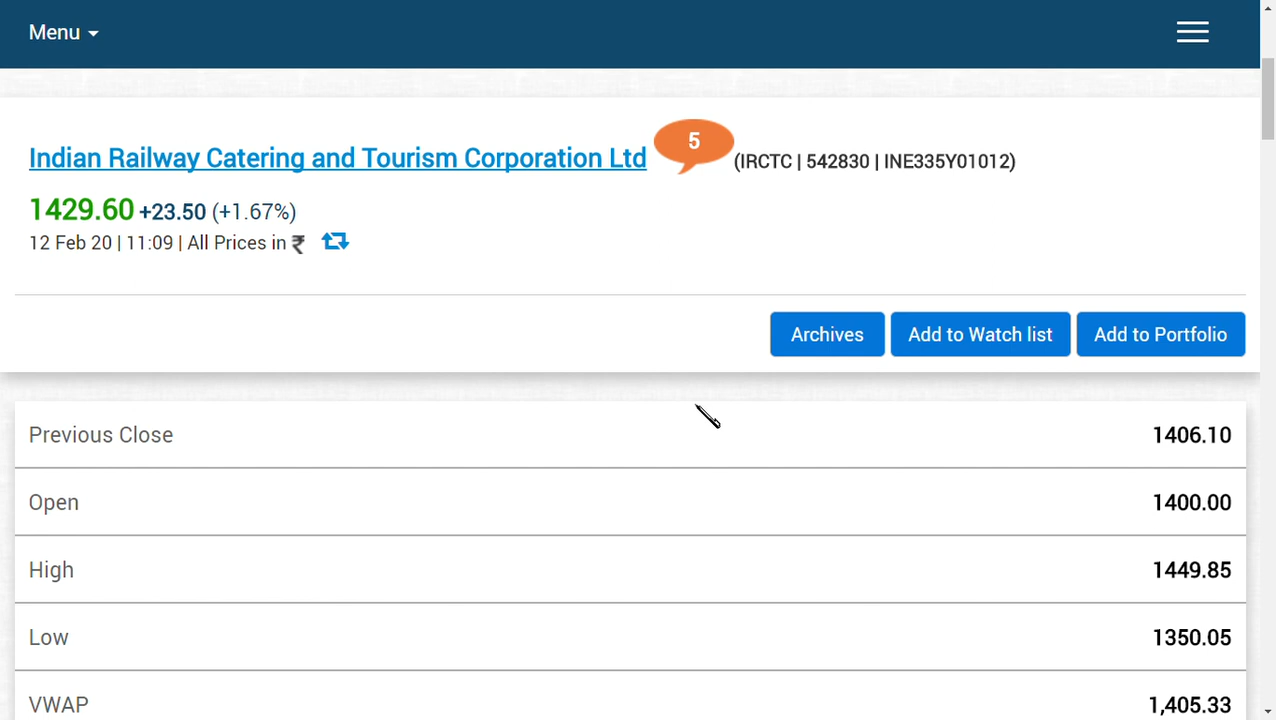 Menu
Indian Railway Catering and Tourism Corporation Ltd 5 (IRCTC | 542830 | INE335Y01012)
1429.60 +23.50 (+1.67%)
12 Feb 20 | 11:09 | All Prices in ₹
Archives Add to Watch list Add to Portfolio
Previous Close 1406.10
Open 1400.00
High 1449.85
Low 1350.05
VWAP 1,405.33